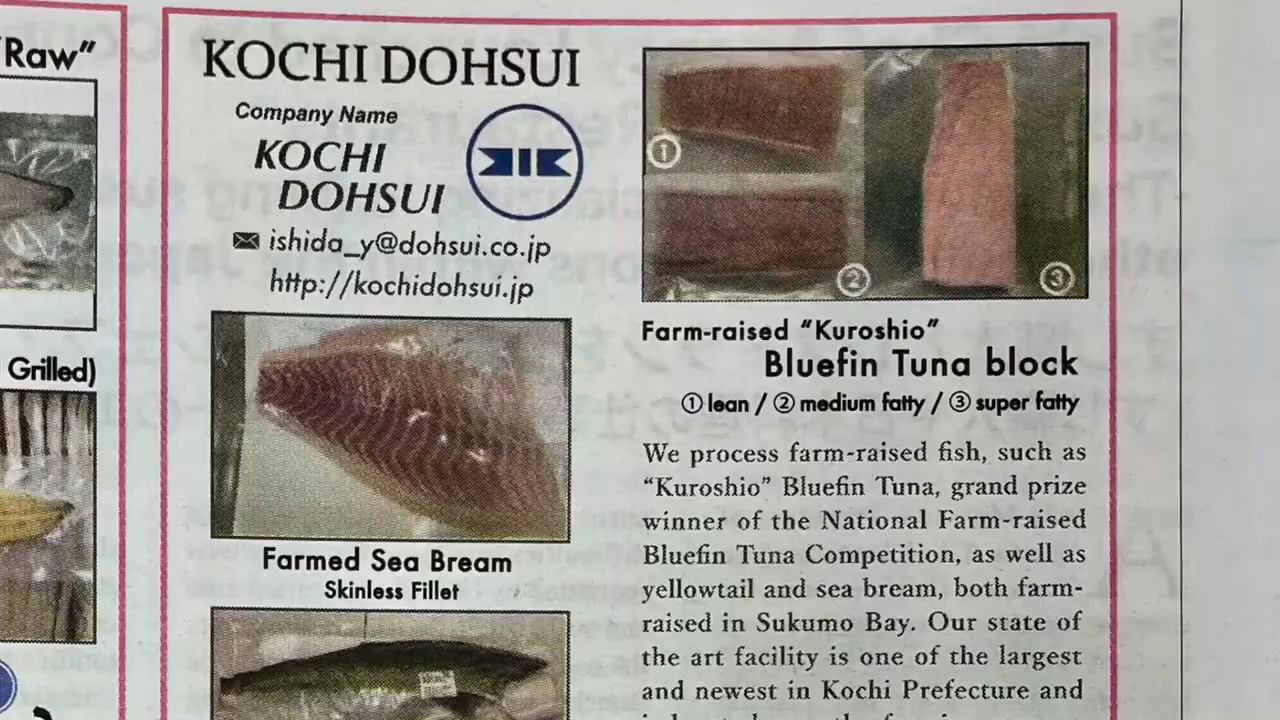 "Raw"
Grilled)
KOCHI DOHSUI
Company Name
KOCHI
DOHSUI
ishida_y@dohsui.co.jp
http://kochidohsui.jp
Farmed Sea Bream
Skinless Fillet
①
②
③
Farm-raised "Kuroshio"
Bluefin Tuna block
① lean / ② medium fatty / ③ super fatty
We process farm-raised fish, such as
"Kuroshio" Bluefin Tuna, grand prize
winner of the National Farm-raised
Bluefin Tuna Competition, as well as
yellowtail and sea bream, both farm-
raised in Sukumo Bay. Our state of
the art facility is one of the largest
and newest in Kochi Prefecture and